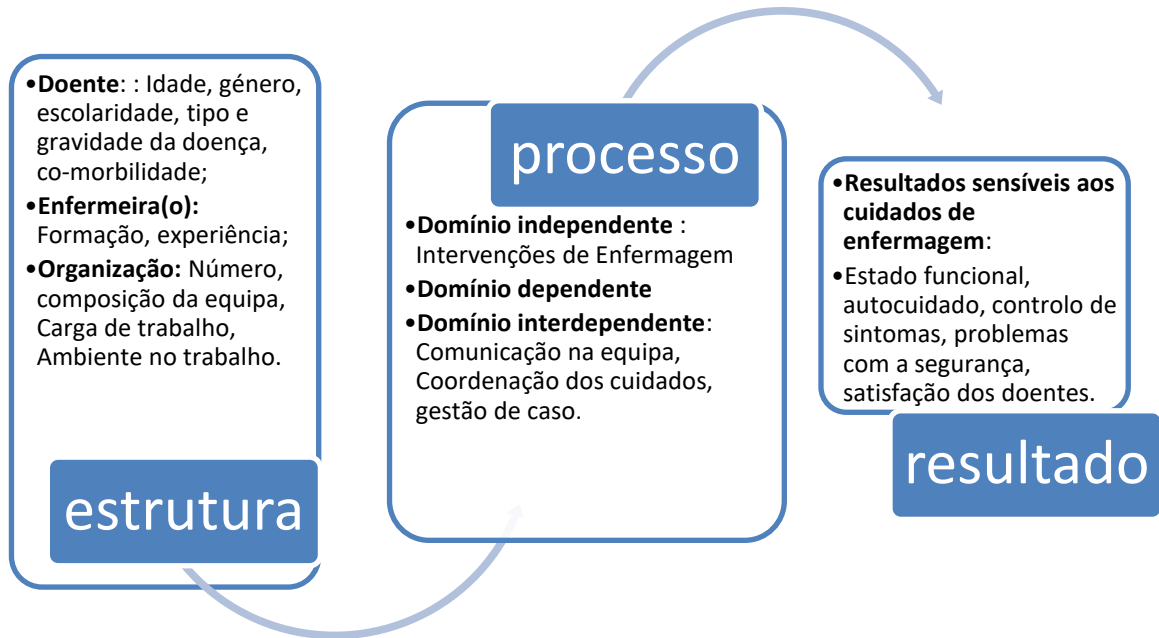 •Doente: : Idade, género,
escolaridade, tipo e
gravidade da doença,
co-morbilidade;
•Enfermeira(o):
Formação, experiência;
•Organização: Número,
composição da equipa,
Carga de trabalho,
Ambiente no trabalho.
estrutura
processo
•Domínio independente :
Intervenções de Enfermagem
•Domínio dependente
•Domínio interdependente:
Comunicação na equipa,
Coordenação dos cuidados,
gestão de caso.
•Resultados sensíveis aos
cuidados de
enfermagem:
•Estado funcional,
autocuidado, controlo de
sintomas, problemas
com a segurança,
satisfação dos doentes.
resultado